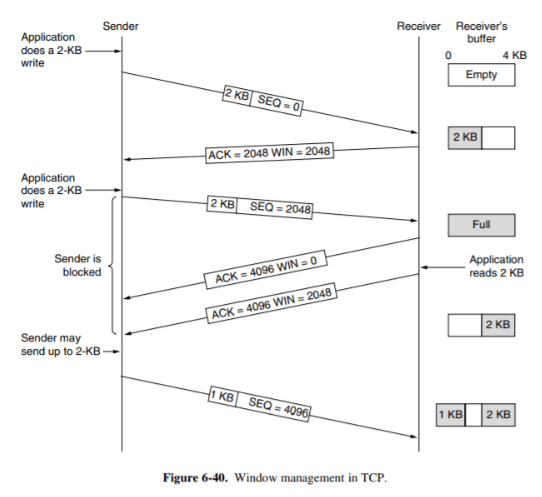 Sender
Receiver
Receiver's
buffer
Application
does a 2-KB
write
0
4 KB
Empty
2 KB
SEQ = 0
2 KB
ACK = 2048 WIN = 2048
Application
does a 2-KB
write
2 KB
SEQ = 2048
Full
Sender is
blocked
ACK = 4096 WIN = 0
Application
reads 2 KB
ACK = 4096 WIN = 2048
2 KB
Sender may
send up to 2-KB
1 KB
SEQ = 4096
1 KB
2 KB
Figure 6-40. Window management in TCP.